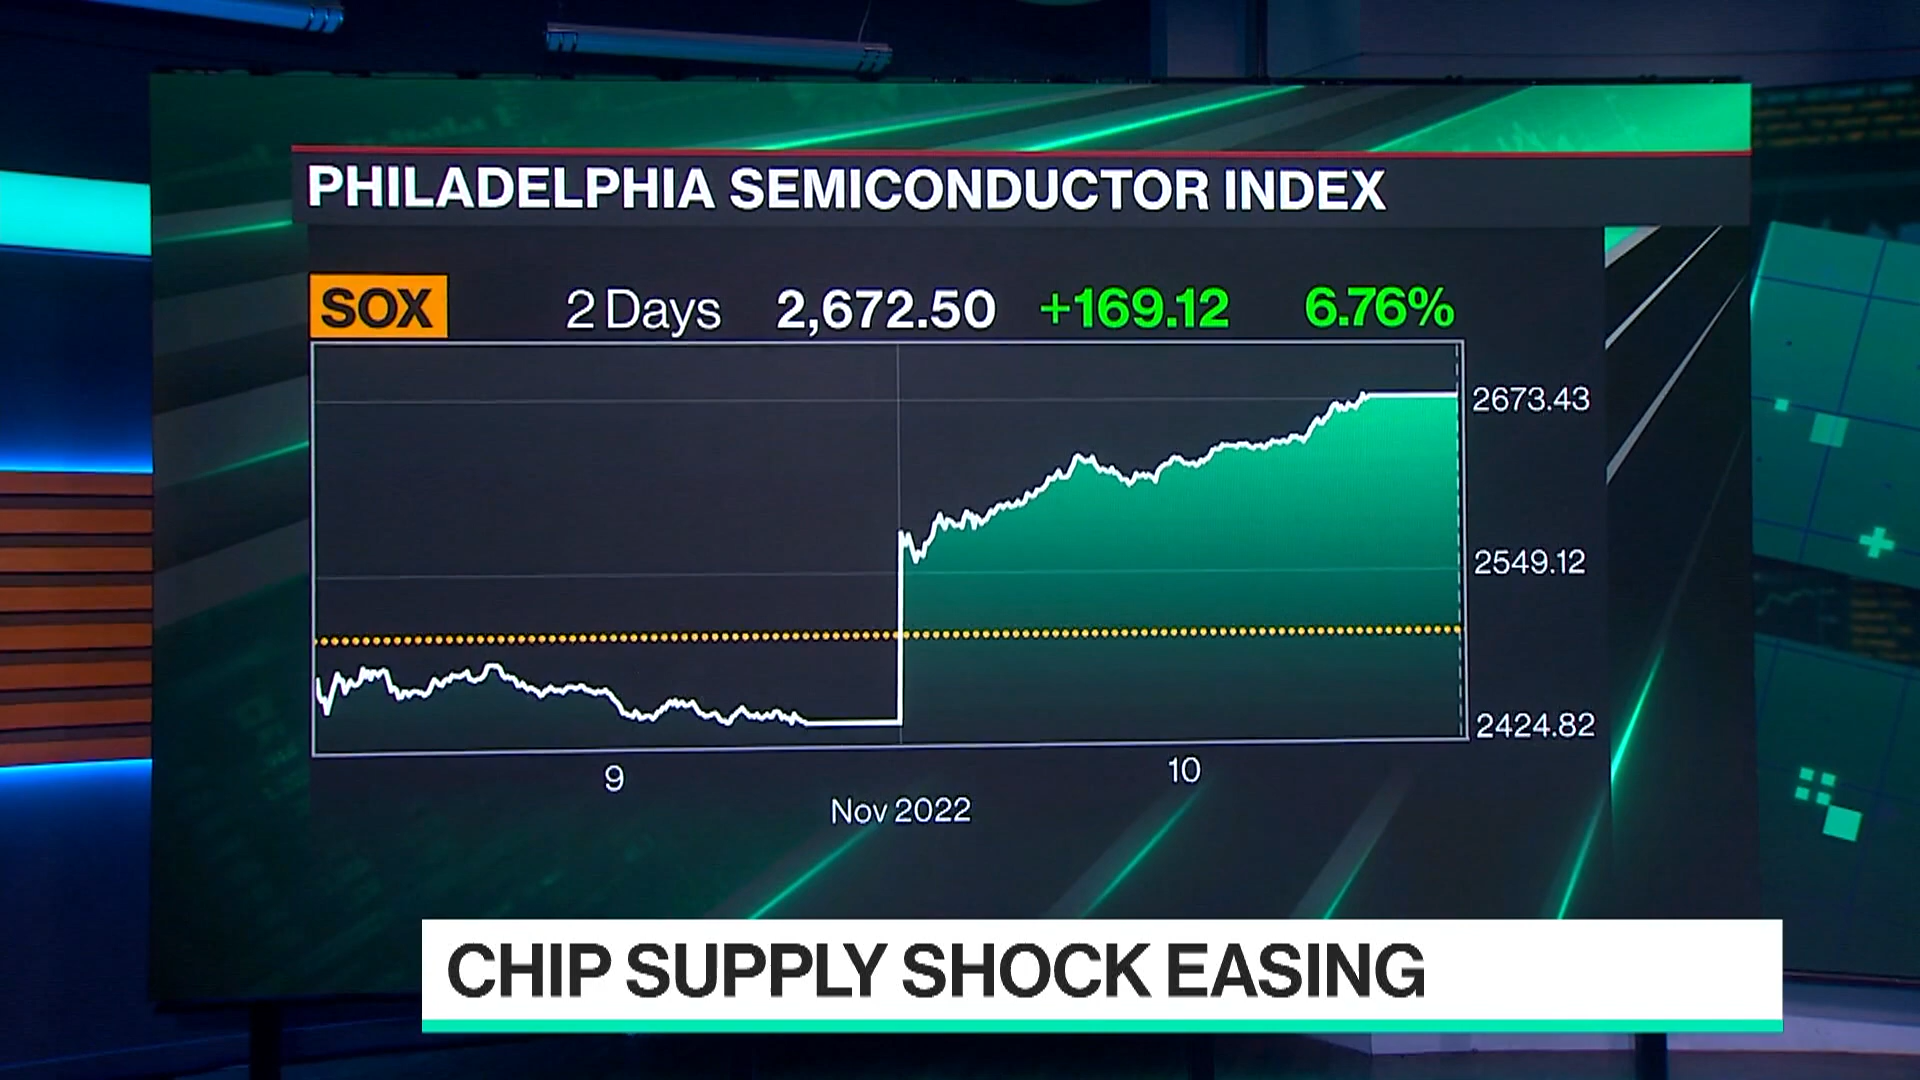 PHILADELPHIA SEMICONDUCTOR INDEX
SOX 2 Days 2,672.50 +169.12 6.76%
2673.43
2549.12
2424.82
9 10
Nov 2022
CHIP SUPPLY SHOCK EASING